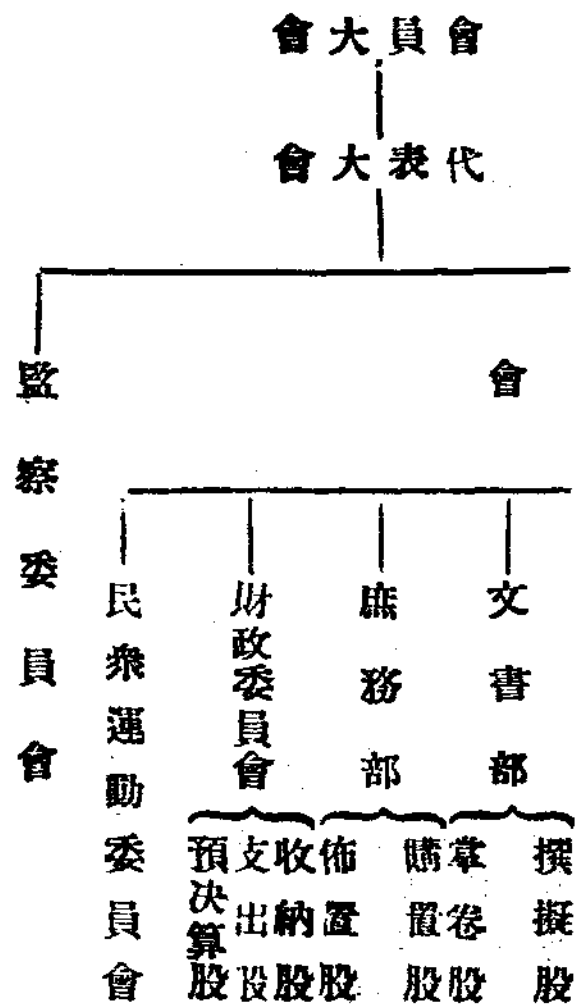 會員大會
代表大會
會
監察委員會
文書部
庶務部
財政委員會
民衆運動委員會
撰擬股
掌卷股
購置股
佈置股
收納股
支出股
預決算股